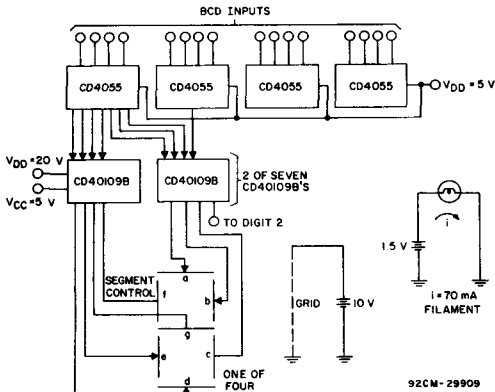 BCD INPUTS
CD4055 CD4055 CD4055 CD4055
VDD = 5 V
VDD = 20 V
VCC = 5 V
CD40109B CD40109B
2 OF SEVEN
CD40109B'S
TO DIGIT 2
SEGMENT
CONTROL
a
f
b
g
e
c
d
ONE OF
FOUR
GRID
10 V
1.5 V
i
i = 70 mA
FILAMENT
92CM-29909